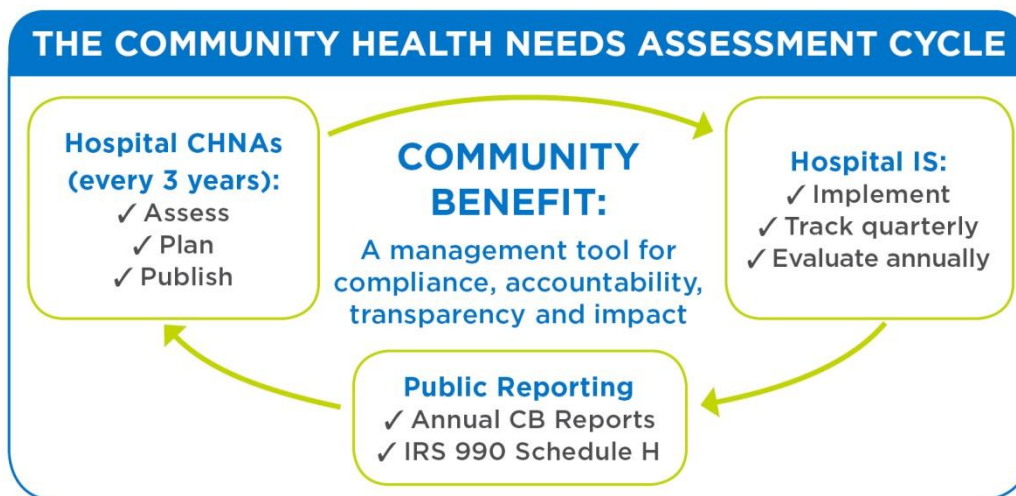 THE COMMUNITY HEALTH NEEDS ASSESSMENT CYCLE
Hospital CHNAs
(every 3 years):
✓ Assess
✓ Plan
✓ Publish
COMMUNITY
BENEFIT:
A management tool for
compliance, accountability,
transparency and impact
Hospital IS:
✓ Implement
✓ Track quarterly
✓ Evaluate annually
Public Reporting
✓ Annual CB Reports
✓ IRS 990 Schedule H